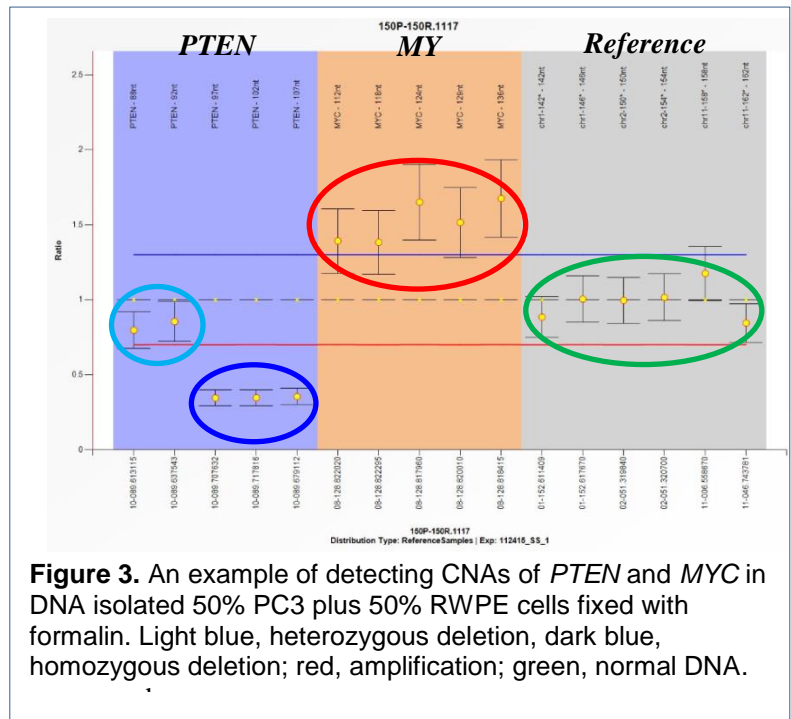 150P-150R.1117
PTEN MY Reference
2.5
2
1.5
1
0.5
0
Ratio
PTEN - 88nt
PTEN - 92nt
PTEN - 97nt
PTEN - 102nt
PTEN - 107nt
MYC - 112nt
MYC - 118nt
MYC - 124nt
MYC - 129nt
MYC - 136nt
chr1-142* - 142nt
chr1-146* - 146nt
chr2-150* - 150nt
chr2-154* - 154nt
chr11-158* - 158nt
chr11-162* - 162nt
10-089.613115
10-089.637543
10-089.707632
10-089.717816
10-089.679112
08-128.822020
08-128.822295
08-128.817960
08-128.820010
08-128.818415
01-152.611409
01-152.617670
02-051.319840
02-051.320700
11-006.558670
11-046.743781
150P-150R.1117
Distribution Type: ReferenceSamples | Exp: 112415_SS_1
Figure 3. An example of detecting CNAs of PTEN and MYC in
DNA isolated 50% PC3 plus 50% RWPE cells fixed with
formalin. Light blue, heterozygous deletion, dark blue,
homozygous deletion; red, amplification; green, normal DNA.